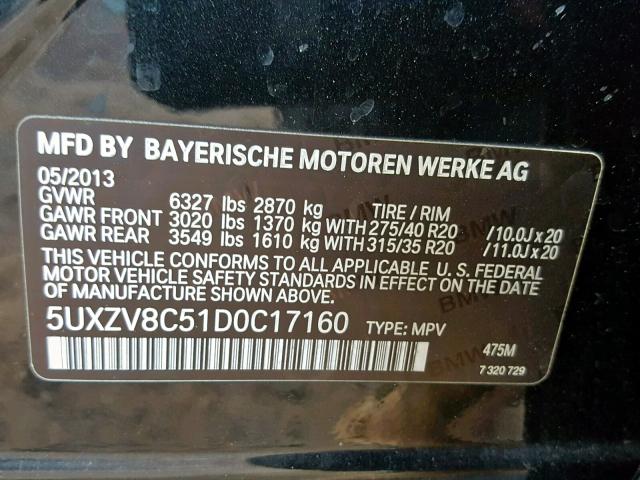 MFD BY BAYERISCHE MOTOREN WERKE AG
05/2013
GVWR 6327 lbs 2870 kg TIRE / RIM
GAWR FRONT 3020 lbs 1370 kg WITH 275/40 R20 /10.0J x 20
GAWR REAR 3549 lbs 1610 kg WITH 315/35 R20 /11.0J x 20
THIS VEHICLE CONFORMS TO ALL APPLICABLE U. S. FEDERAL
MOTOR VEHICLE SAFETY STANDARDS IN EFFECT ON THE DATE
OF MANUFACTURE SHOWN ABOVE.
5UXZV8C51D0C17160 TYPE: MPV
475M
7 320 729